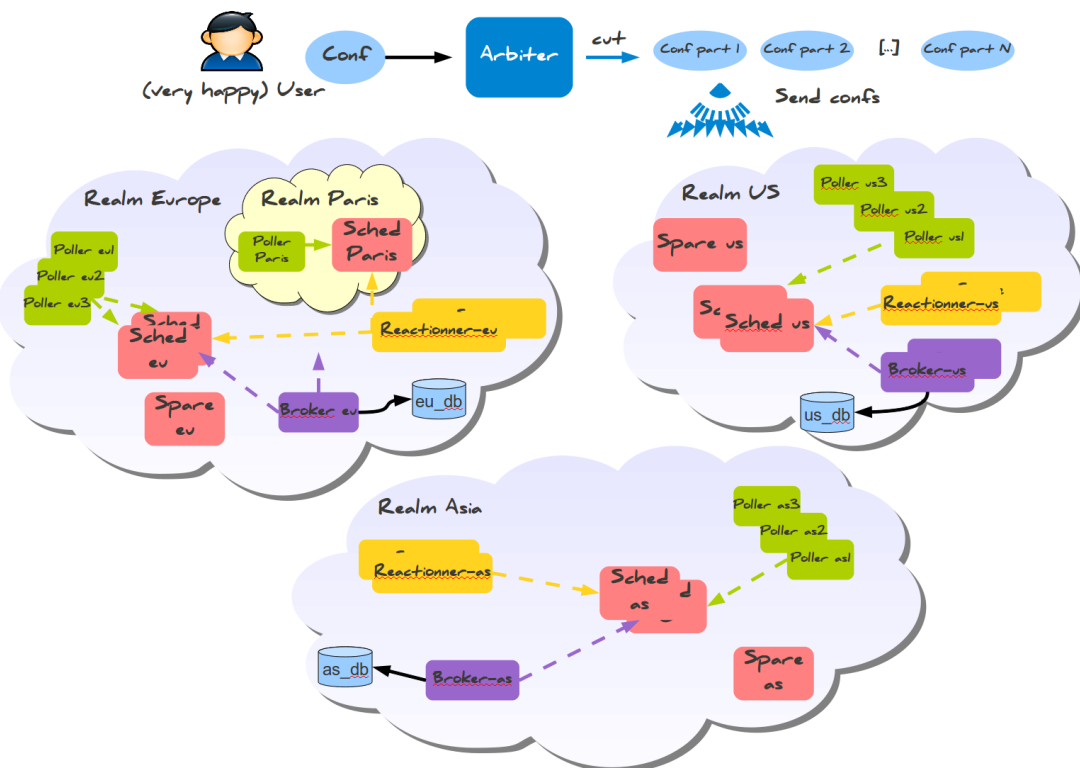 Conf
Arbiter
cut
Conf part 1
Conf part 2
[...]
Conf part N
(very happy) User
Send confs
Realm Europe
Realm Paris
Poller
Paris
Sched
Paris
Poller eu1
Poller eu2
Poller eu3
Sched
Sched
eu
Reactionner-eu
Spare
eu
Broker eu
eu_db
Realm US
Poller us3
Poller us2
Poller us1
Spare us
Sched us
Reactionner-us
Broker-us
us_db
Realm Asia
Poller as3
Poller as2
Poller as1
Reactionner-as
Sched
as
Broker-as
as_db
Spare
as